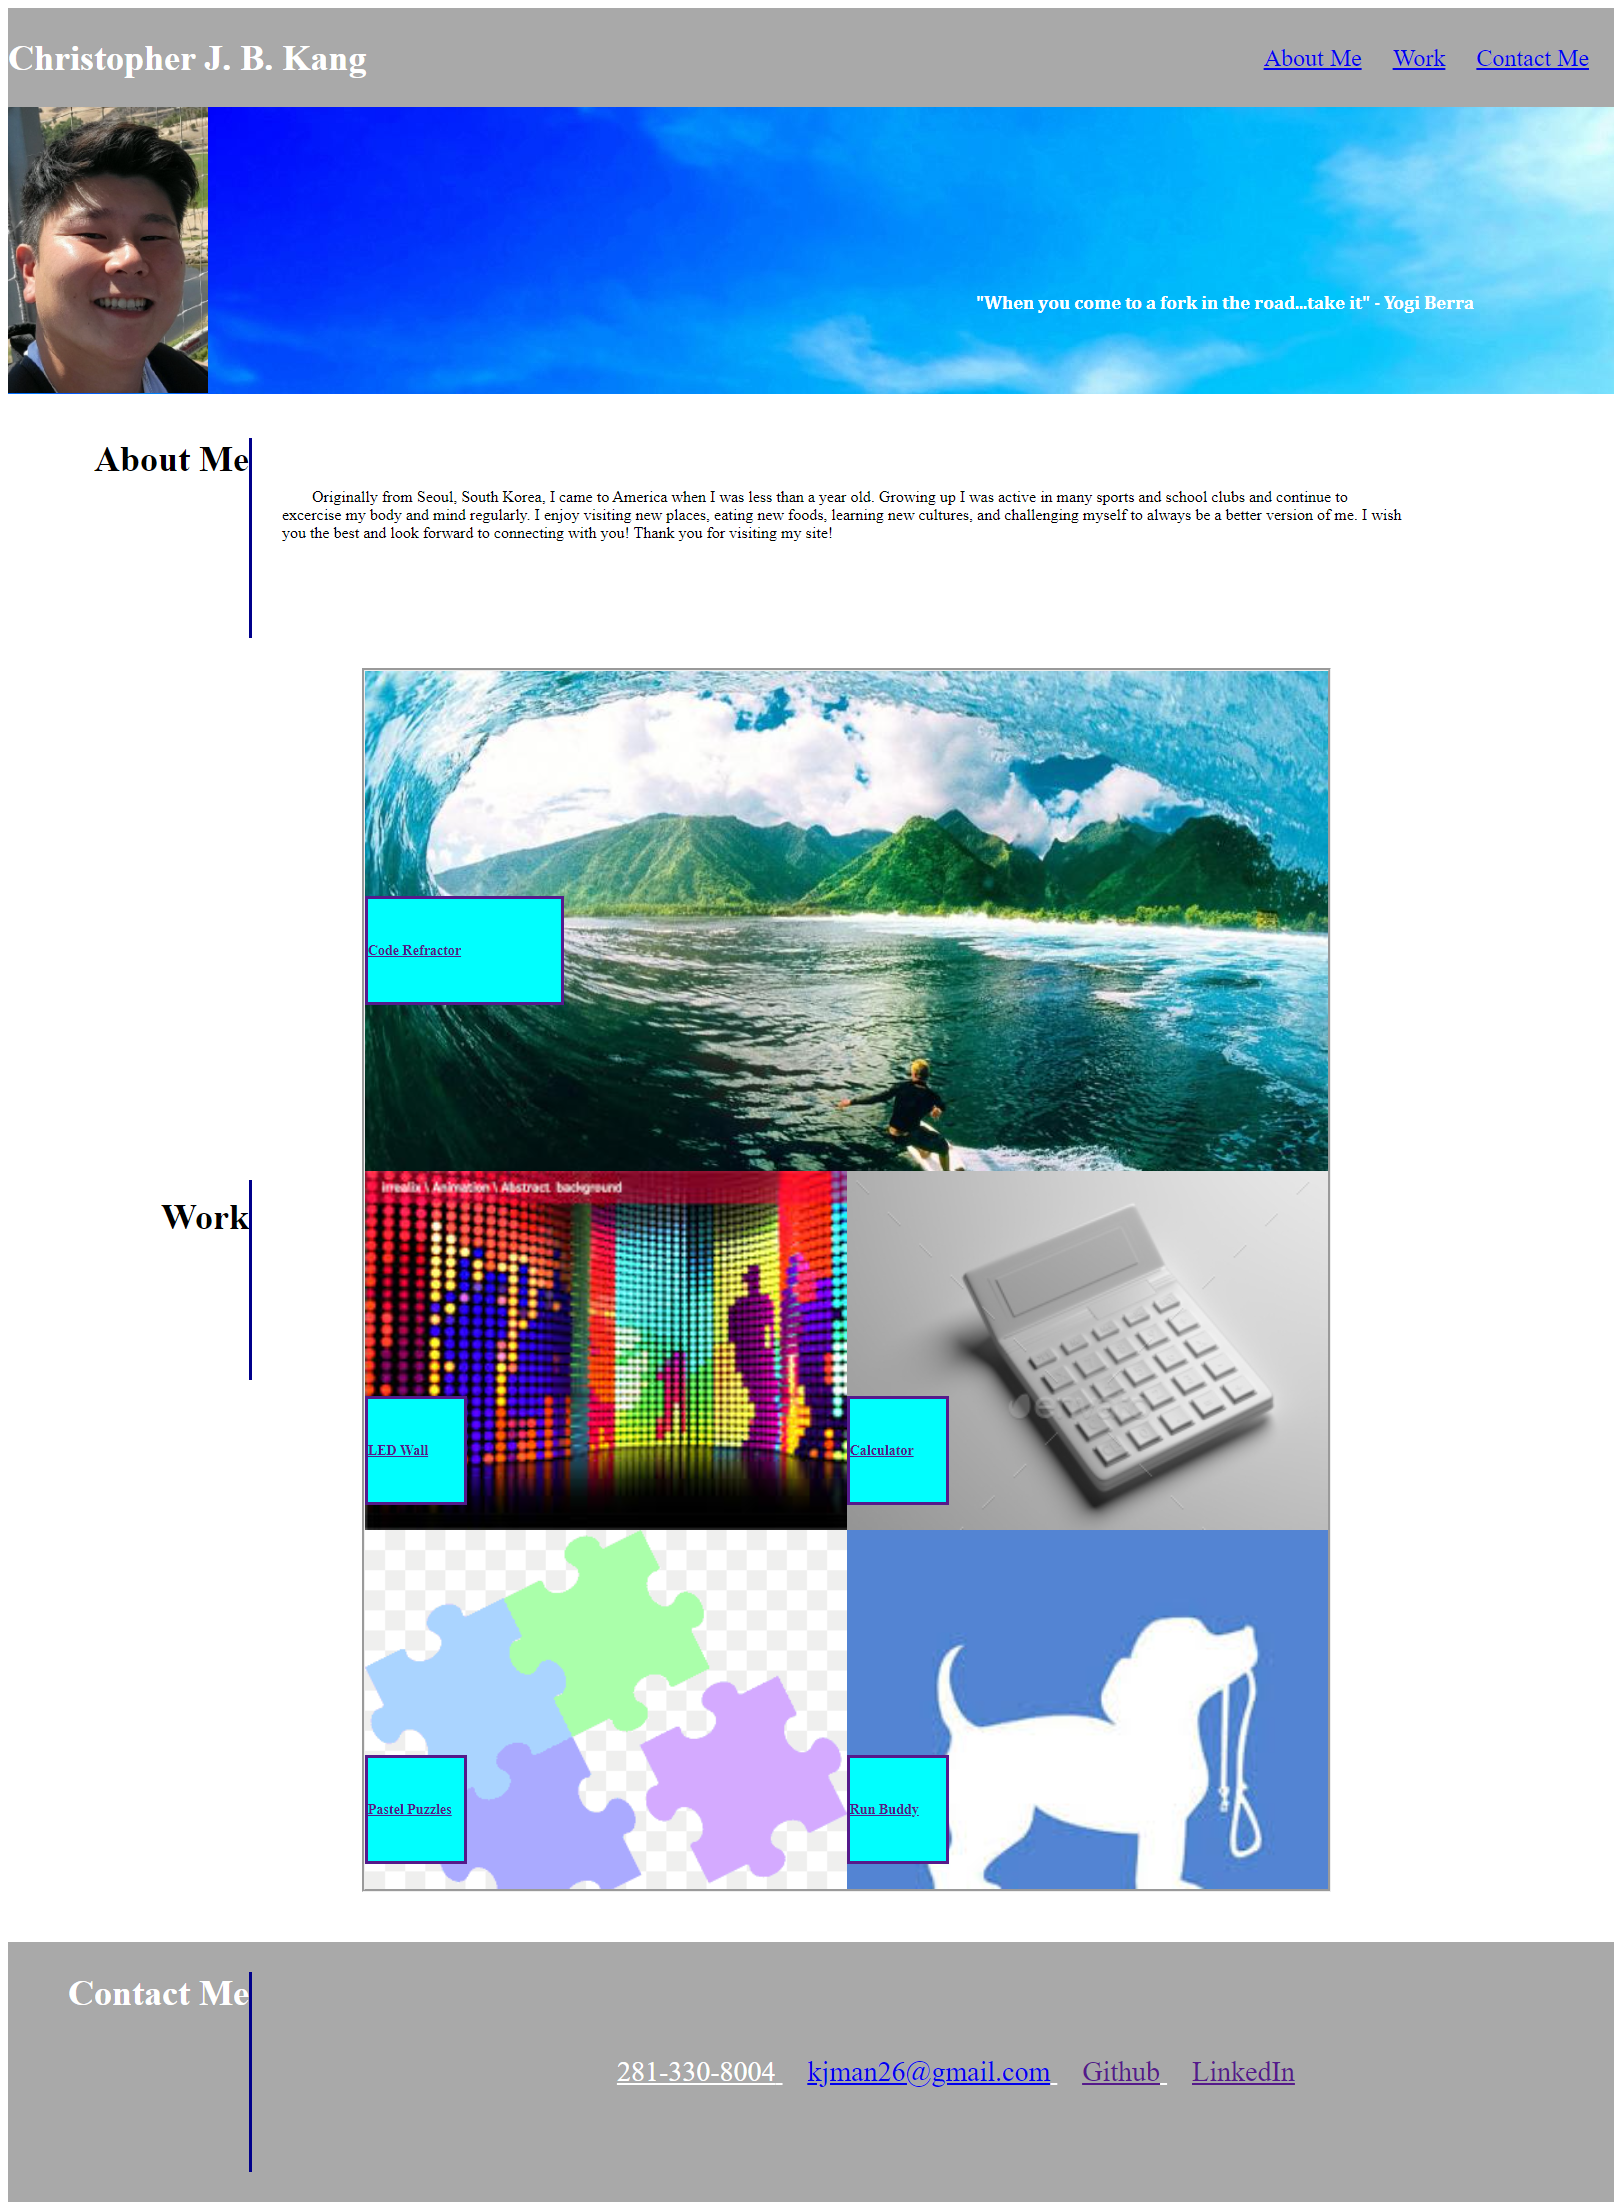 Christopher J. B. Kang
About Me Work Contact Me
"When you come to a fork in the road...take it" - Yogi Berra
About Me
Originally from Seoul, South Korea, I came to America when I was less than a year old. Growing up I was active in many sports and school clubs and continue to
excercise my body and mind regularly. I enjoy visiting new places, eating new foods, learning new cultures, and challenging myself to always be a better version of me. I wish
you the best and look forward to connecting with you! Thank you for visiting my site!
Code Refractor
Work
irrealix \ Animation \ Abstract background
LED Wall
Calculator
Pastel Puzzles
Run Buddy
Contact Me
281-330-8004 kjman26@gmail.com Github LinkedIn